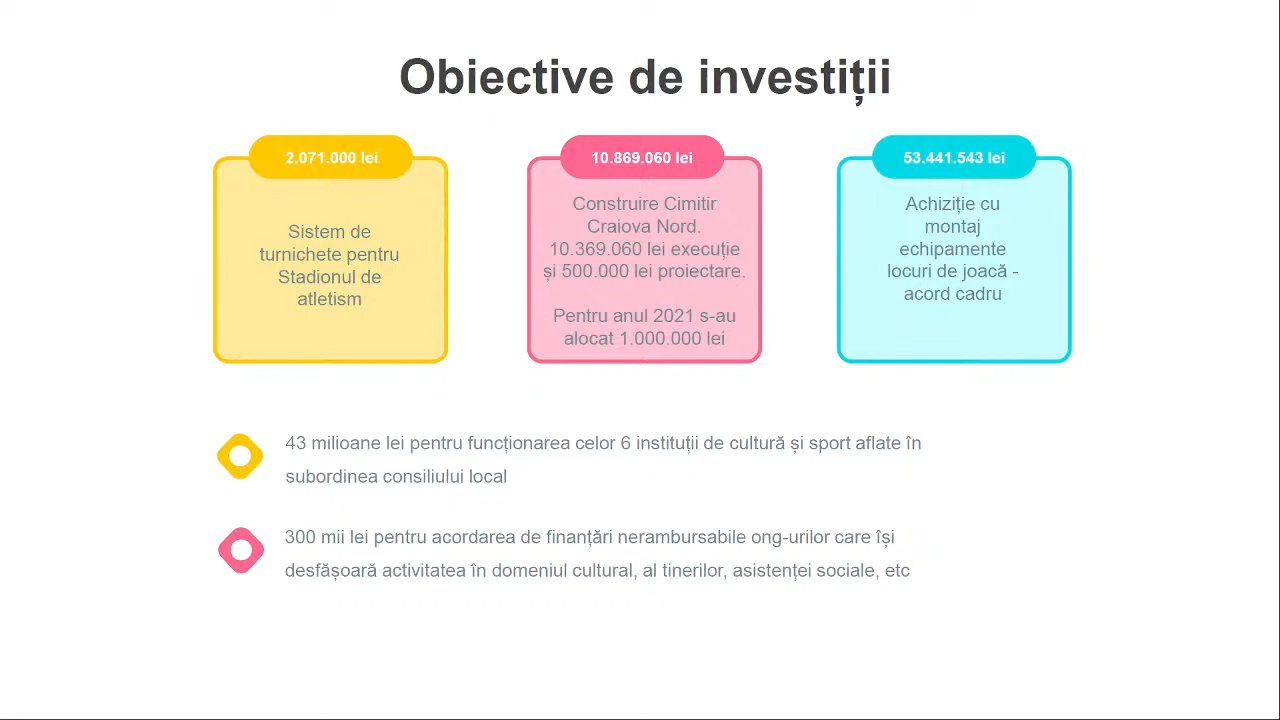 Obiective de investiții
2.071.000 lei
Sistem de
turnichete pentru
Stadionul de
atletism
10.869.060 lei
Construire Cimitir
Craiova Nord.
10.369.060 lei execuție
și 500.000 lei proiectare.
Pentru anul 2021 s-au
alocat 1.000.000 lei
53.441.543 lei
Achiziție cu
montaj
echipamente
locuri de joacă -
acord cadru
43 milioane lei pentru funcționarea celor 6 instituții de cultură și sport aflate în
subordinea consiliului local
300 mii lei pentru acordarea de finanțări nerambursabile ong-urilor care își
desfășoară activitatea în domeniul cultural, al tinerilor, asistenței sociale, etc